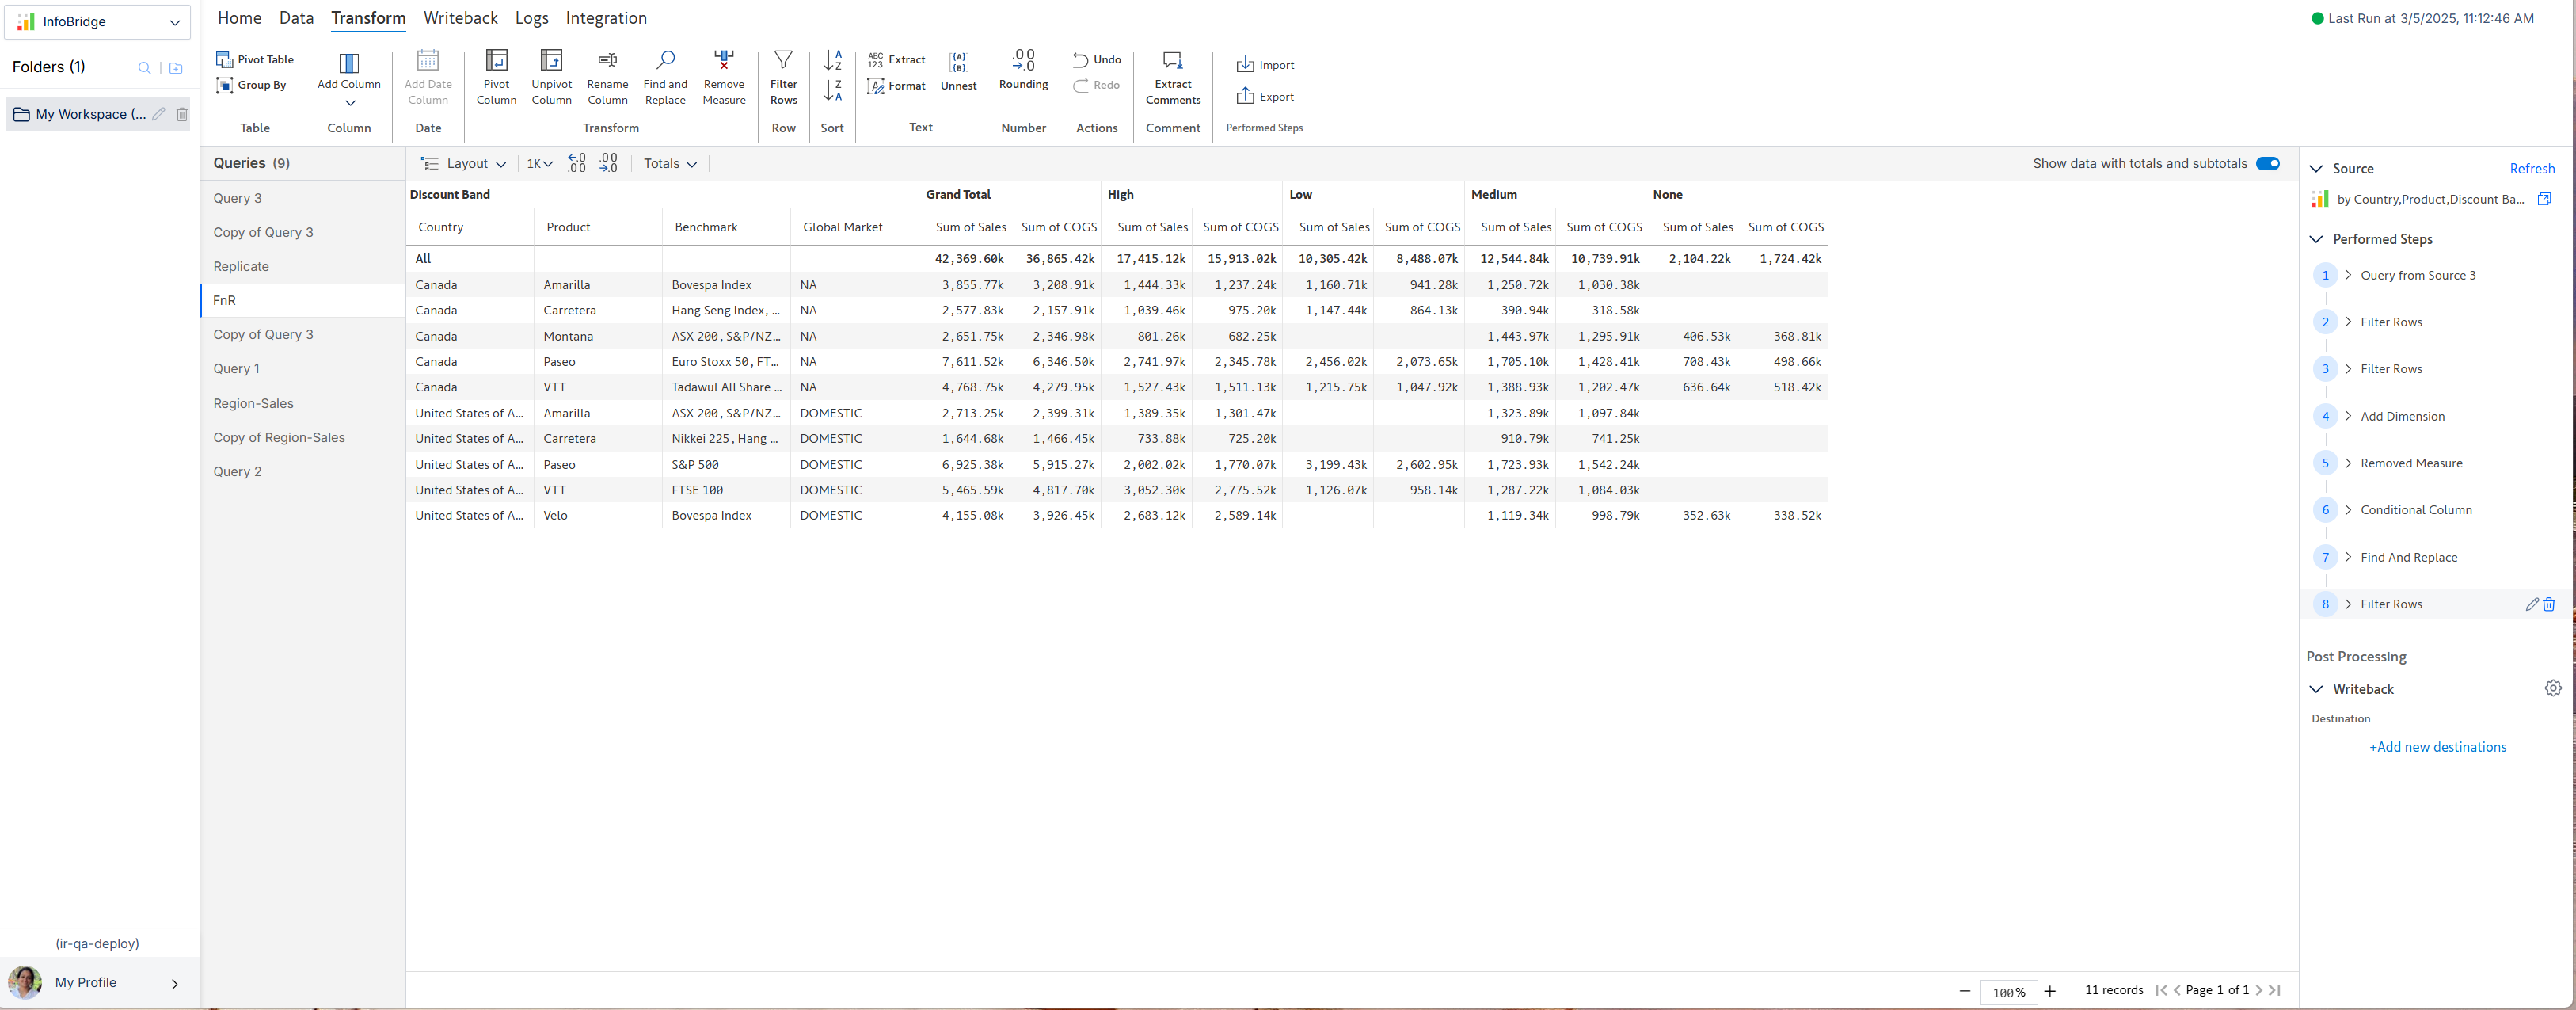 InfoBridge
Home Data Transform Writeback Logs Integration
Last Run at 3/5/2025, 11:12:46 AM
Folders (1)
My Workspace (...
Pivot Table
Group By
Table
Add Column
Column
Add Date Column
Date
Pivot Column
Unpivot Column
Rename Column
Find and Replace
Remove Measure
Transform
Filter Rows
Row
A Z
Z A
Sort
ABC 123 Extract
Format
{A} {B} Unnest
Text
.00 .0
Rounding
Number
Undo
Redo
Actions
Extract Comments
Comment
Import
Export
Performed Steps
Queries (9)
Query 3
Copy of Query 3
Replicate
FnR
Copy of Query 3
Query 1
Region-Sales
Copy of Region-Sales
Query 2
Layout 1K .0 .00 .00 .0 Totals
Show data with totals and subtotals
Discount Band Grand Total High Low Medium None
Country Product Benchmark Global Market Sum of Sales Sum of COGS Sum of Sales Sum of COGS Sum of Sales Sum of COGS Sum of Sales Sum of COGS Sum of Sales Sum of COGS
All 42,369.60k 36,865.42k 17,415.12k 15,913.02k 10,305.42k 8,488.07k 12,544.84k 10,739.91k 2,104.22k 1,724.42k
Canada Amarilla Bovespa Index NA 3,855.77k 3,208.91k 1,444.33k 1,237.24k 1,160.71k 941.28k 1,250.72k 1,030.38k
Canada Carretera Hang Seng Index, ... NA 2,577.83k 2,157.91k 1,039.46k 975.20k 1,147.44k 864.13k 390.94k 318.58k
Canada Montana ASX 200, S&P/NZ... NA 2,651.75k 2,346.98k 801.26k 682.25k 1,443.97k 1,295.91k 406.53k 368.81k
Canada Paseo Euro Stoxx 50, FT... NA 7,611.52k 6,346.50k 2,741.97k 2,345.78k 2,456.02k 2,073.65k 1,705.10k 1,428.41k 708.43k 498.66k
Canada VTT Tadawul All Share ... NA 4,768.75k 4,279.95k 1,527.43k 1,511.13k 1,215.75k 1,047.92k 1,388.93k 1,202.47k 636.64k 518.42k
United States of A... Amarilla ASX 200, S&P/NZ... DOMESTIC 2,713.25k 2,399.31k 1,389.35k 1,301.47k 1,323.89k 1,097.84k
United States of A... Carretera Nikkei 225, Hang ... DOMESTIC 1,644.68k 1,466.45k 733.88k 725.20k 910.79k 741.25k
United States of A... Paseo S&P 500 DOMESTIC 6,925.38k 5,915.27k 2,002.02k 1,770.07k 3,199.43k 2,602.95k 1,723.93k 1,542.24k
United States of A... VTT FTSE 100 DOMESTIC 5,465.59k 4,817.70k 3,052.30k 2,775.52k 1,126.07k 958.14k 1,287.22k 1,084.03k
United States of A... Velo Bovespa Index DOMESTIC 4,155.08k 3,926.45k 2,683.12k 2,589.14k 1,119.34k 998.79k 352.63k 338.52k
Source Refresh
by Country,Product,Discount Ba...
Performed Steps
1 Query from Source 3
2 Filter Rows
3 Filter Rows
4 Add Dimension
5 Removed Measure
6 Conditional Column
7 Find And Replace
8 Filter Rows
Post Processing
Writeback
Destination
+Add new destinations
(ir-qa-deploy)
My Profile
100% 11 records Page 1 of 1